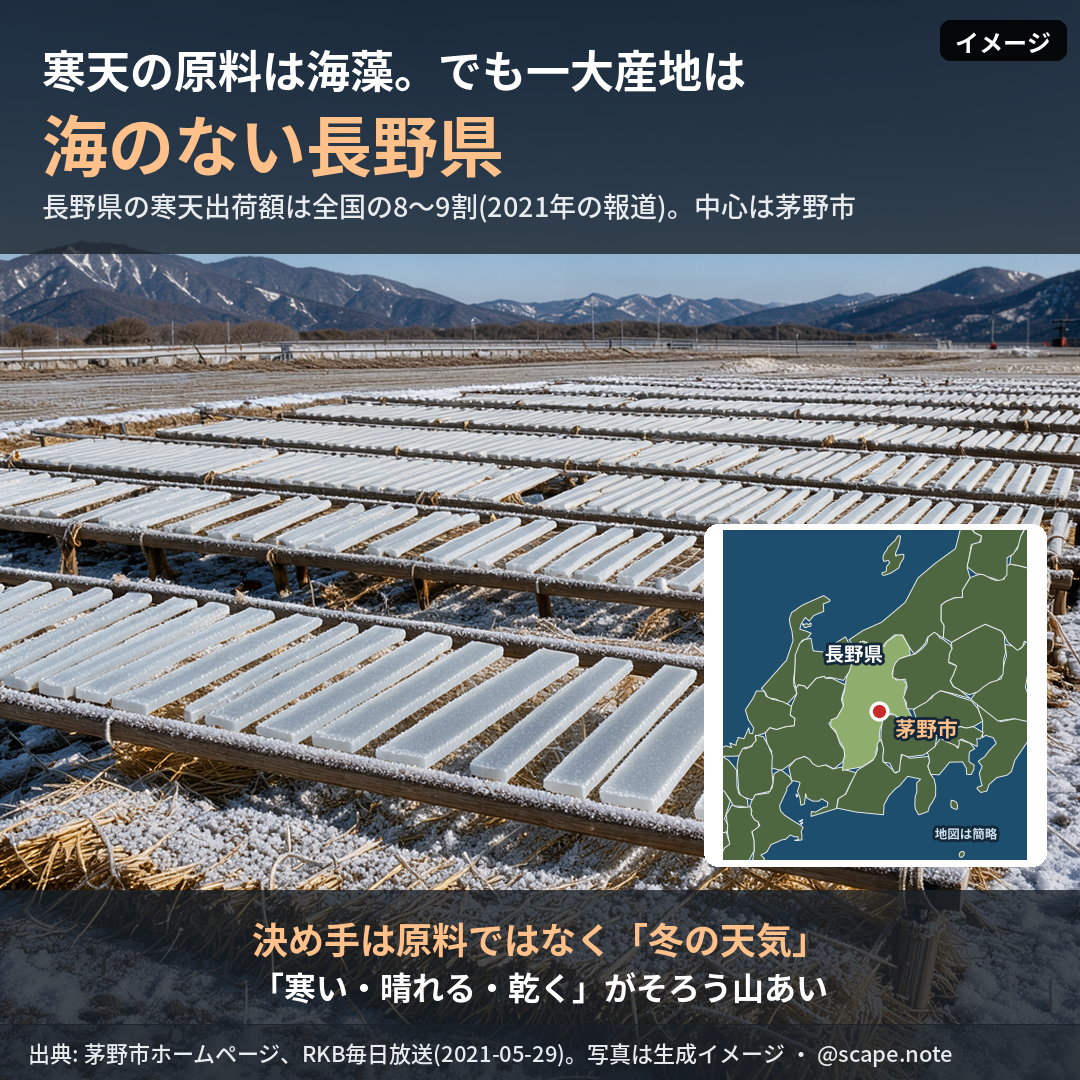 イメージ
寒天の原料は海藻。でも一大産地は
海のない長野県
長野県の寒天出荷額は全国の8〜9割(2021年の報道)。中心は茅野市
長野県
茅野市
地図は簡略
決め手は原料ではなく「冬の天気」
「寒い・晴れる・乾く」がそろう山あい
出典: 茅野市ホームページ、RKB毎日放送(2021-05-29)。写真は生成イメージ ・ @scape.note